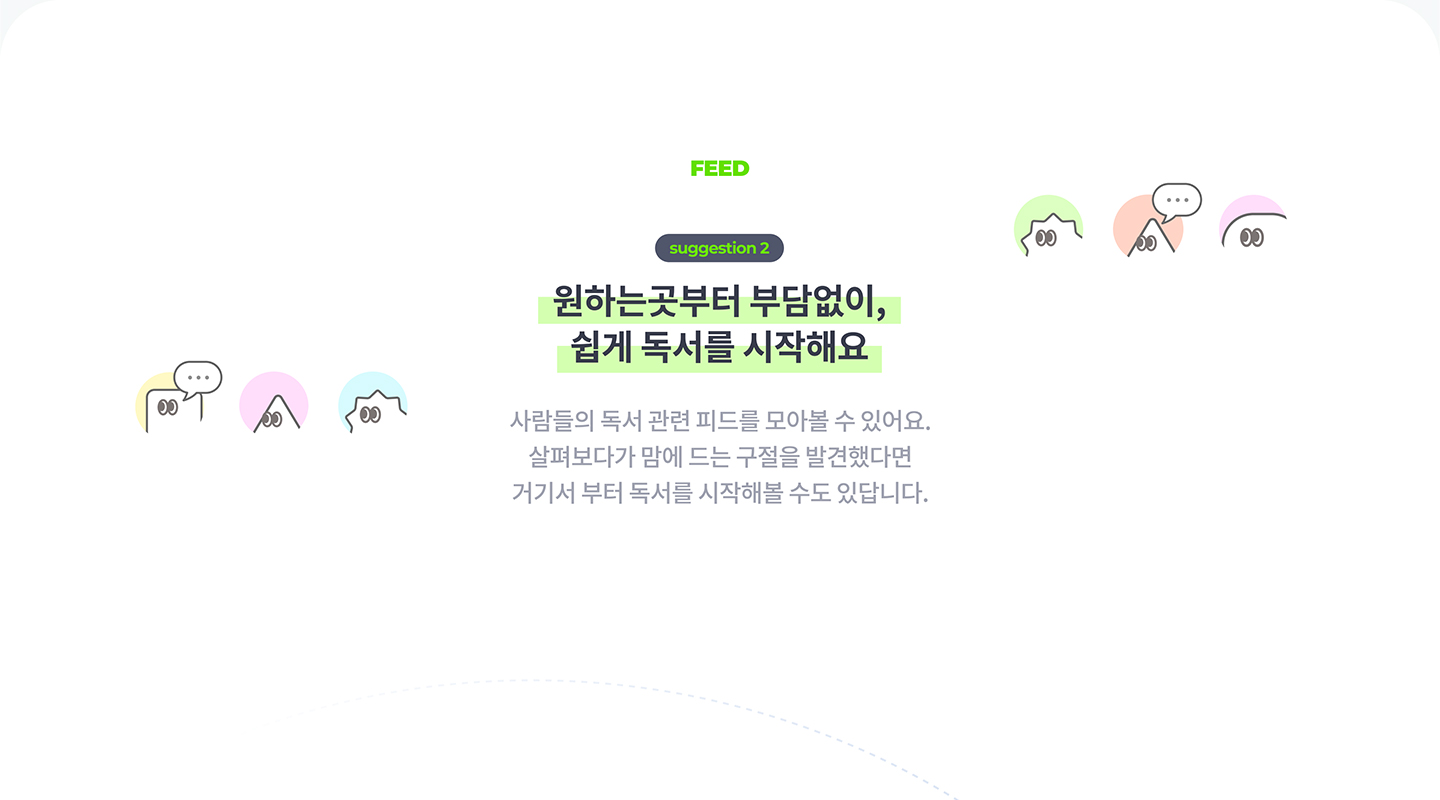 FEED
suggestion 2
원하는곳부터 부담없이,
쉽게 독서를 시작해요
사람들의 독서 관련 피드를 모아볼 수 있어요.
살펴보다가 맘에 드는 구절을 발견했다면
거기서 부터 독서를 시작해볼 수도 있답니다.